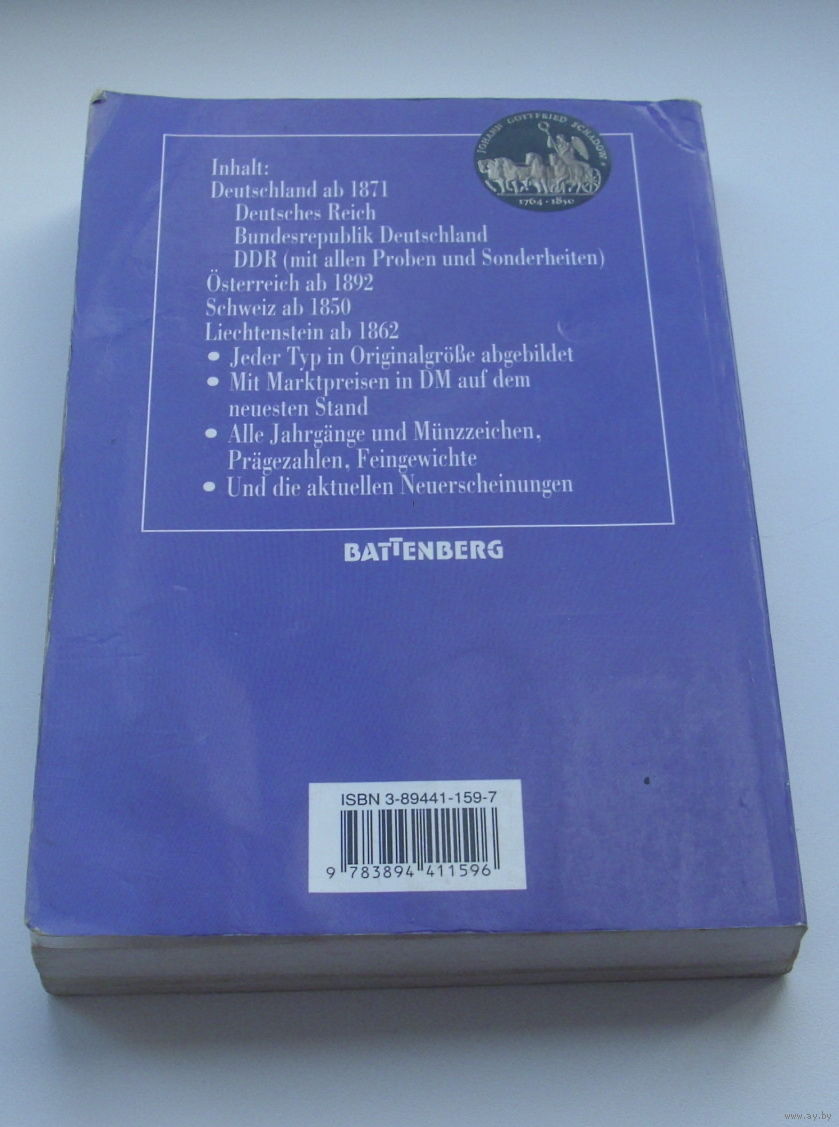 JOHANN GOTTFRIED SCHADOW
1764 · 1850
Inhalt:
Deutschland ab 1871
Deutsches Reich
Bundesrepublik Deutschland
DDR (mit allen Proben und Sonderheiten)
Österreich ab 1892
Schweiz ab 1850
Liechtenstein ab 1862
• Jeder Typ in Originalgröße abgebildet
• Mit Marktpreisen in DM auf dem
neuesten Stand
• Alle Jahrgänge und Münzzeichen,
Prägezahlen, Feingewichte
• Und die aktuellen Neuerscheinungen
BATTENBERG
ISBN 3-89441-159-7
9 783894 411596
www.ay.by